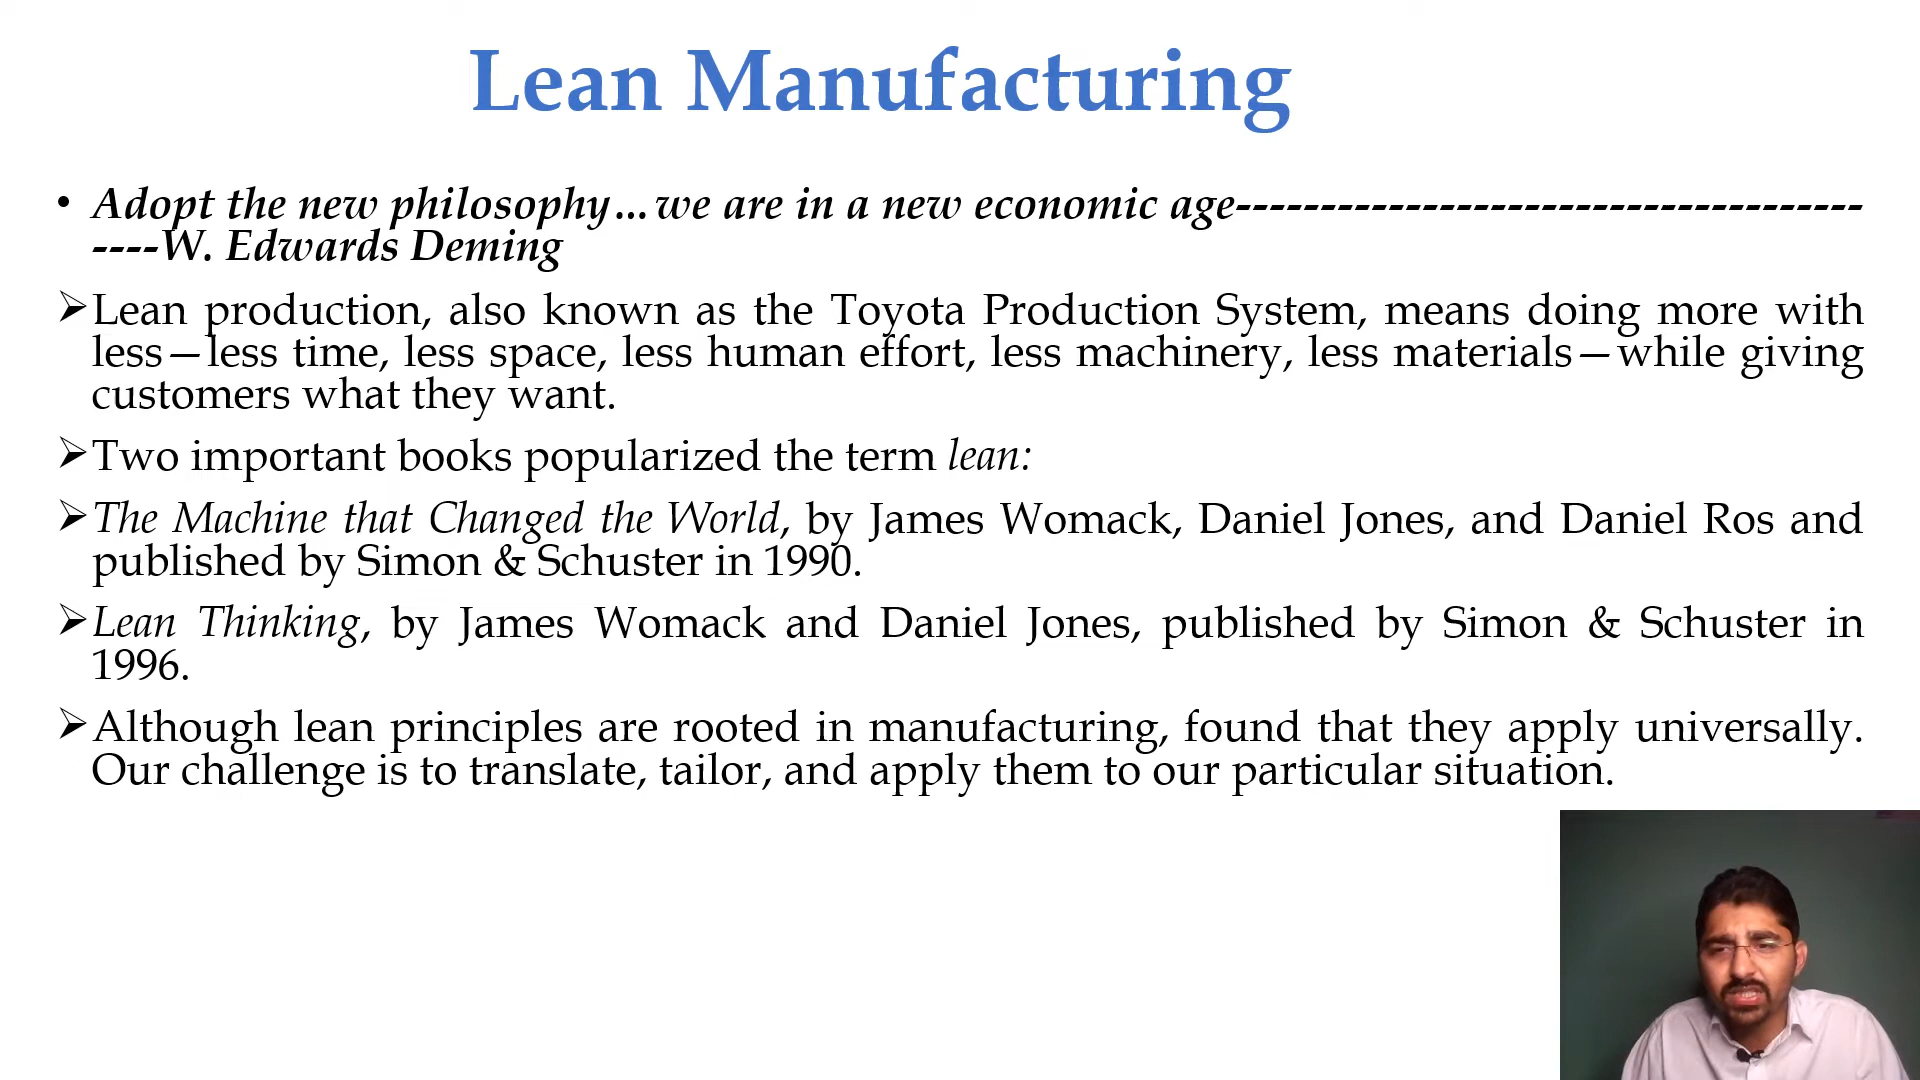 Lean Manufacturing
• Adopt the new philosophy…we are in a new economic age-------------------------------------
----W. Edwards Deming
➢Lean production, also known as the Toyota Production System, means doing more with
less—less time, less space, less human effort, less machinery, less materials—while giving
customers what they want.
➢Two important books popularized the term lean:
➢The Machine that Changed the World, by James Womack, Daniel Jones, and Daniel Ros and
published by Simon & Schuster in 1990.
➢Lean Thinking, by James Womack and Daniel Jones, published by Simon & Schuster in
1996.
➢Although lean principles are rooted in manufacturing, found that they apply universally.
Our challenge is to translate, tailor, and apply them to our particular situation.